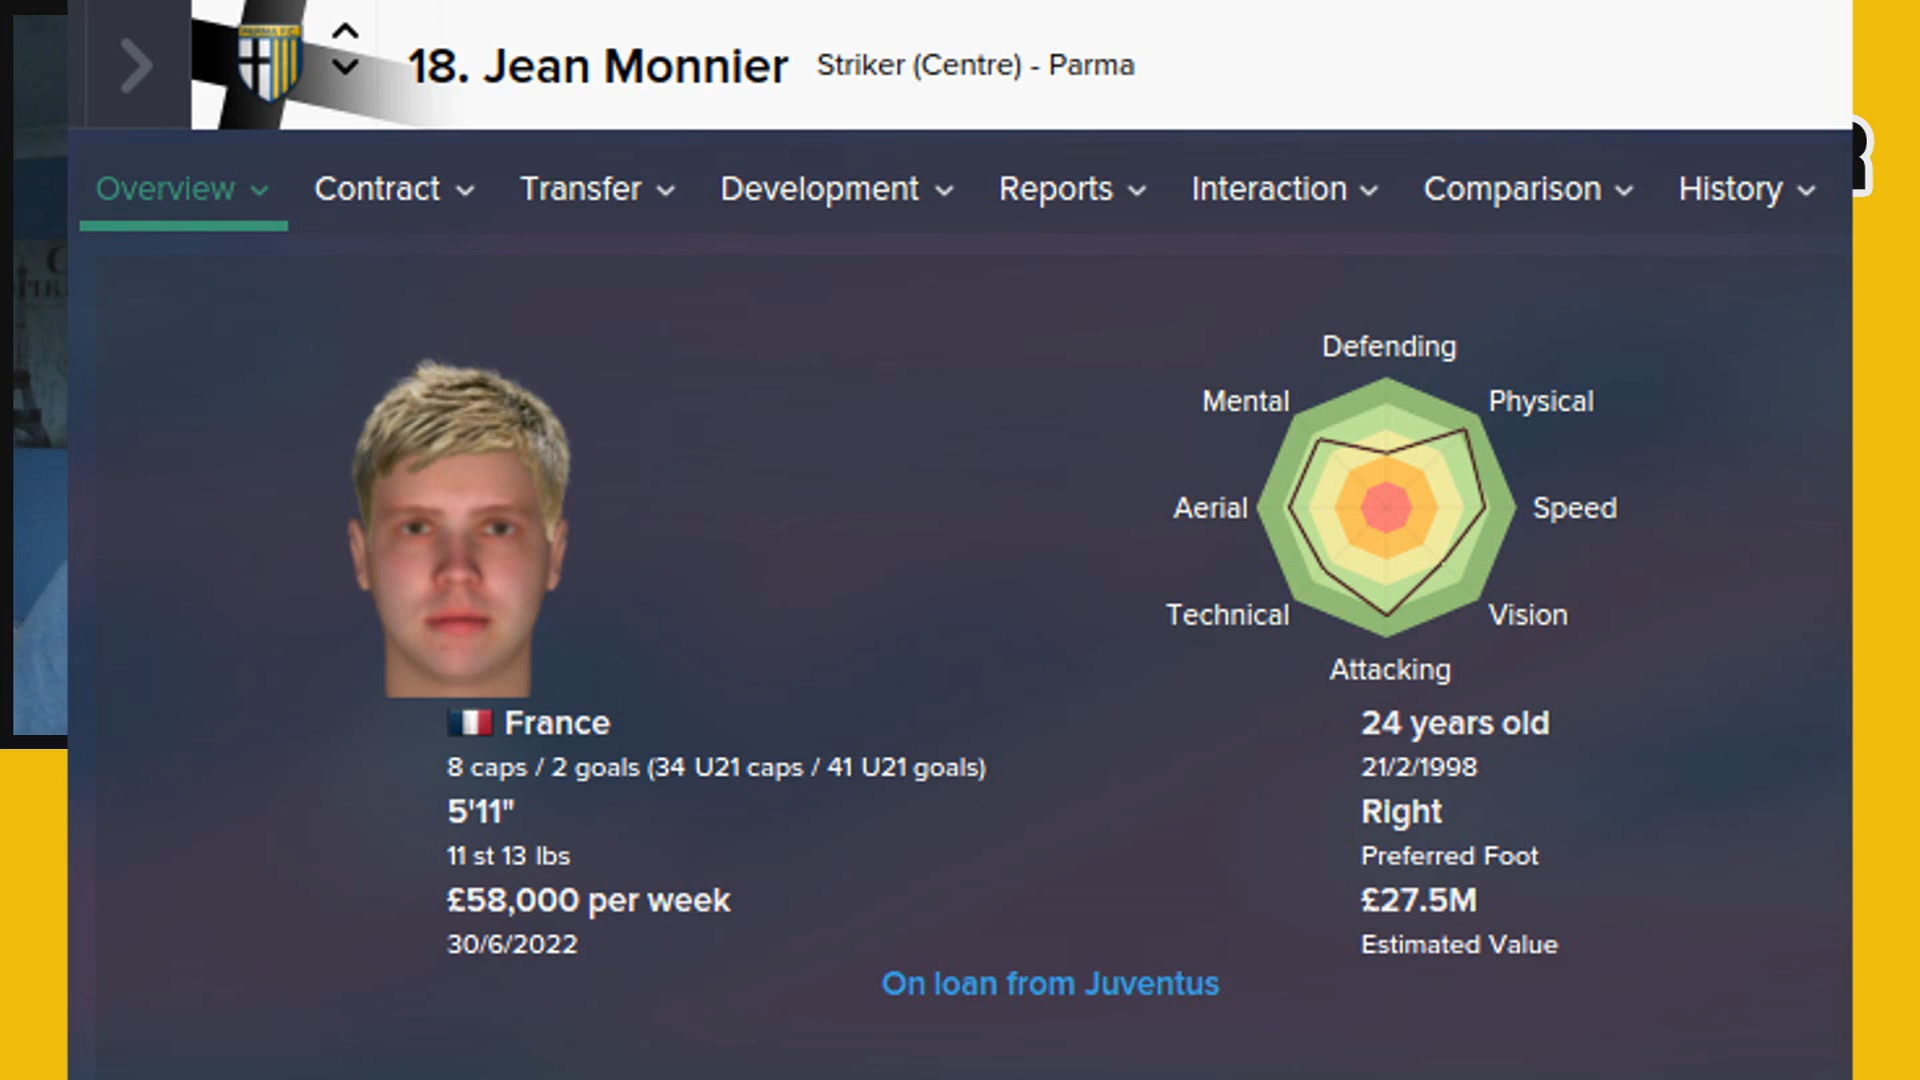 PARMA F.C.
18. Jean Monnier Striker (Centre) - Parma
Overview Contract Transfer Development Reports Interaction Comparison History
Defending
Mental Physical
Aerial Speed
Technical Vision
Attacking
France
8 caps / 2 goals (34 U21 caps / 41 U21 goals)
5'11"
11 st 13 lbs
£58,000 per week
30/6/2022
24 years old
21/2/1998
Right
Preferred Foot
£27.5M
Estimated Value
On loan from Juventus